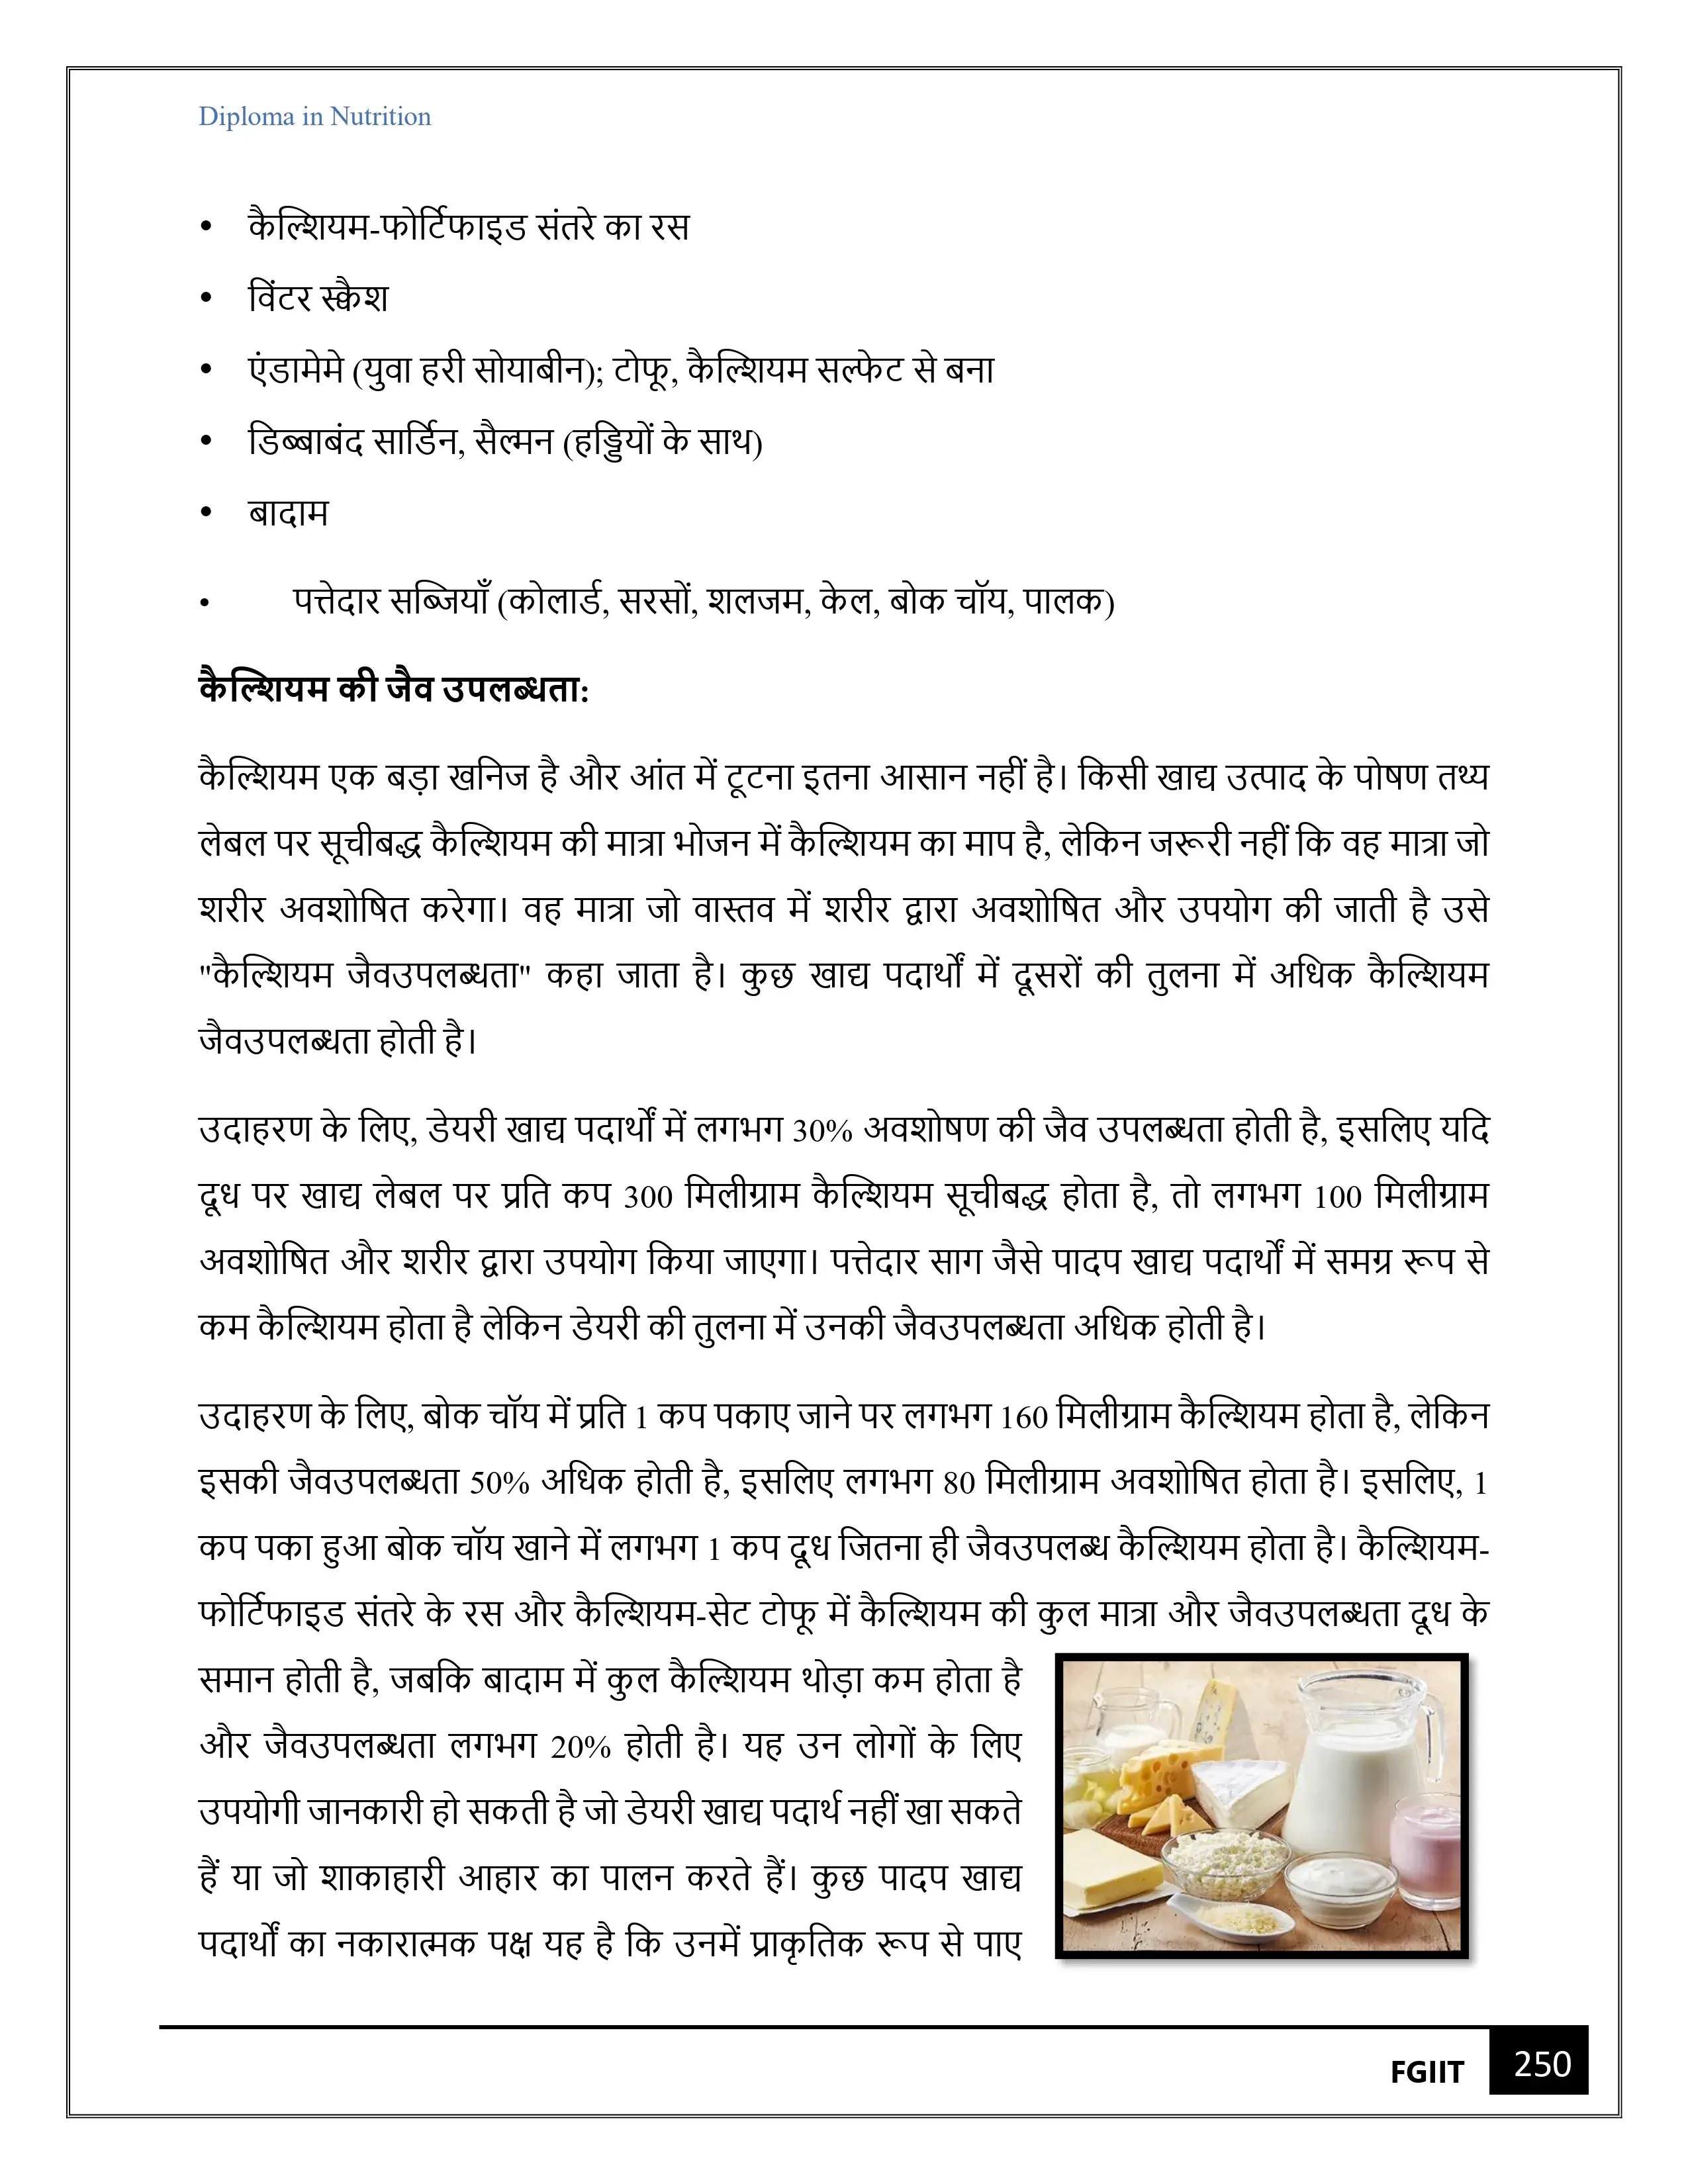 Diploma in Nutrition
• कैल्शियम-फोर्टिफाइड संतरे का रस
• विंटर स्क्वैश
• एंडामेमे (युवा हरी सोयाबीन); टोफू, कैल्शियम सल्फेट से बना
• डिब्बाबंद सार्डिन, सैल्मन (हड्डियों के साथ)
• बादाम
• पत्तेदार सब्जियाँ (कोलार्ड, सरसों, शलजम, केल, बोक चॉय, पालक)
कैल्शियम की जैव उपलब्धता:
कैल्शियम एक बड़ा खनिज है और आंत में टूटना इतना आसान नहीं है। किसी खाद्य उत्पाद के पोषण तथ्य
लेबल पर सूचीबद्ध कैल्शियम की मात्रा भोजन में कैल्शियम का माप है, लेकिन जरूरी नहीं कि वह मात्रा जो
शरीर अवशोषित करेगा। वह मात्रा जो वास्तव में शरीर द्वारा अवशोषित और उपयोग की जाती है उसे
"कैल्शियम जैवउपलब्धता" कहा जाता है। कुछ खाद्य पदार्थों में दूसरों की तुलना में अधिक कैल्शियम
जैवउपलब्धता होती है।
उदाहरण के लिए, डेयरी खाद्य पदार्थों में लगभग 30% अवशोषण की जैव उपलब्धता होती है, इसलिए यदि
दूध पर खाद्य लेबल पर प्रति कप 300 मिलीग्राम कैल्शियम सूचीबद्ध होता है, तो लगभग 100 मिलीग्राम
अवशोषित और शरीर द्वारा उपयोग किया जाएगा। पत्तेदार साग जैसे पादप खाद्य पदार्थों में समग्र रूप से
कम कैल्शियम होता है लेकिन डेयरी की तुलना में उनकी जैवउपलब्धता अधिक होती है।
उदाहरण के लिए, बोक चॉय में प्रति 1 कप पकाए जाने पर लगभग 160 मिलीग्राम कैल्शियम होता है, लेकिन
इसकी जैवउपलब्धता 50% अधिक होती है, इसलिए लगभग 80 मिलीग्राम अवशोषित होता है। इसलिए, 1
कप पका हुआ बोक चॉय खाने में लगभग 1 कप दूध जितना ही जैवउपलब्ध कैल्शियम होता है। कैल्शियम-
फोर्टिफाइड संतरे के रस और कैल्शियम-सेट टोफू में कैल्शियम की कुल मात्रा और जैवउपलब्धता दूध के
समान होती है, जबकि बादाम में कुल कैल्शियम थोड़ा कम होता है
और जैवउपलब्धता लगभग 20% होती है। यह उन लोगों के लिए
उपयोगी जानकारी हो सकती है जो डेयरी खाद्य पदार्थ नहीं खा सकते
हैं या जो शाकाहारी आहार का पालन करते हैं। कुछ पादप खाद्य
पदार्थों का नकारात्मक पक्ष यह है कि उनमें प्राकृतिक रूप से पाए
FGIIT 250